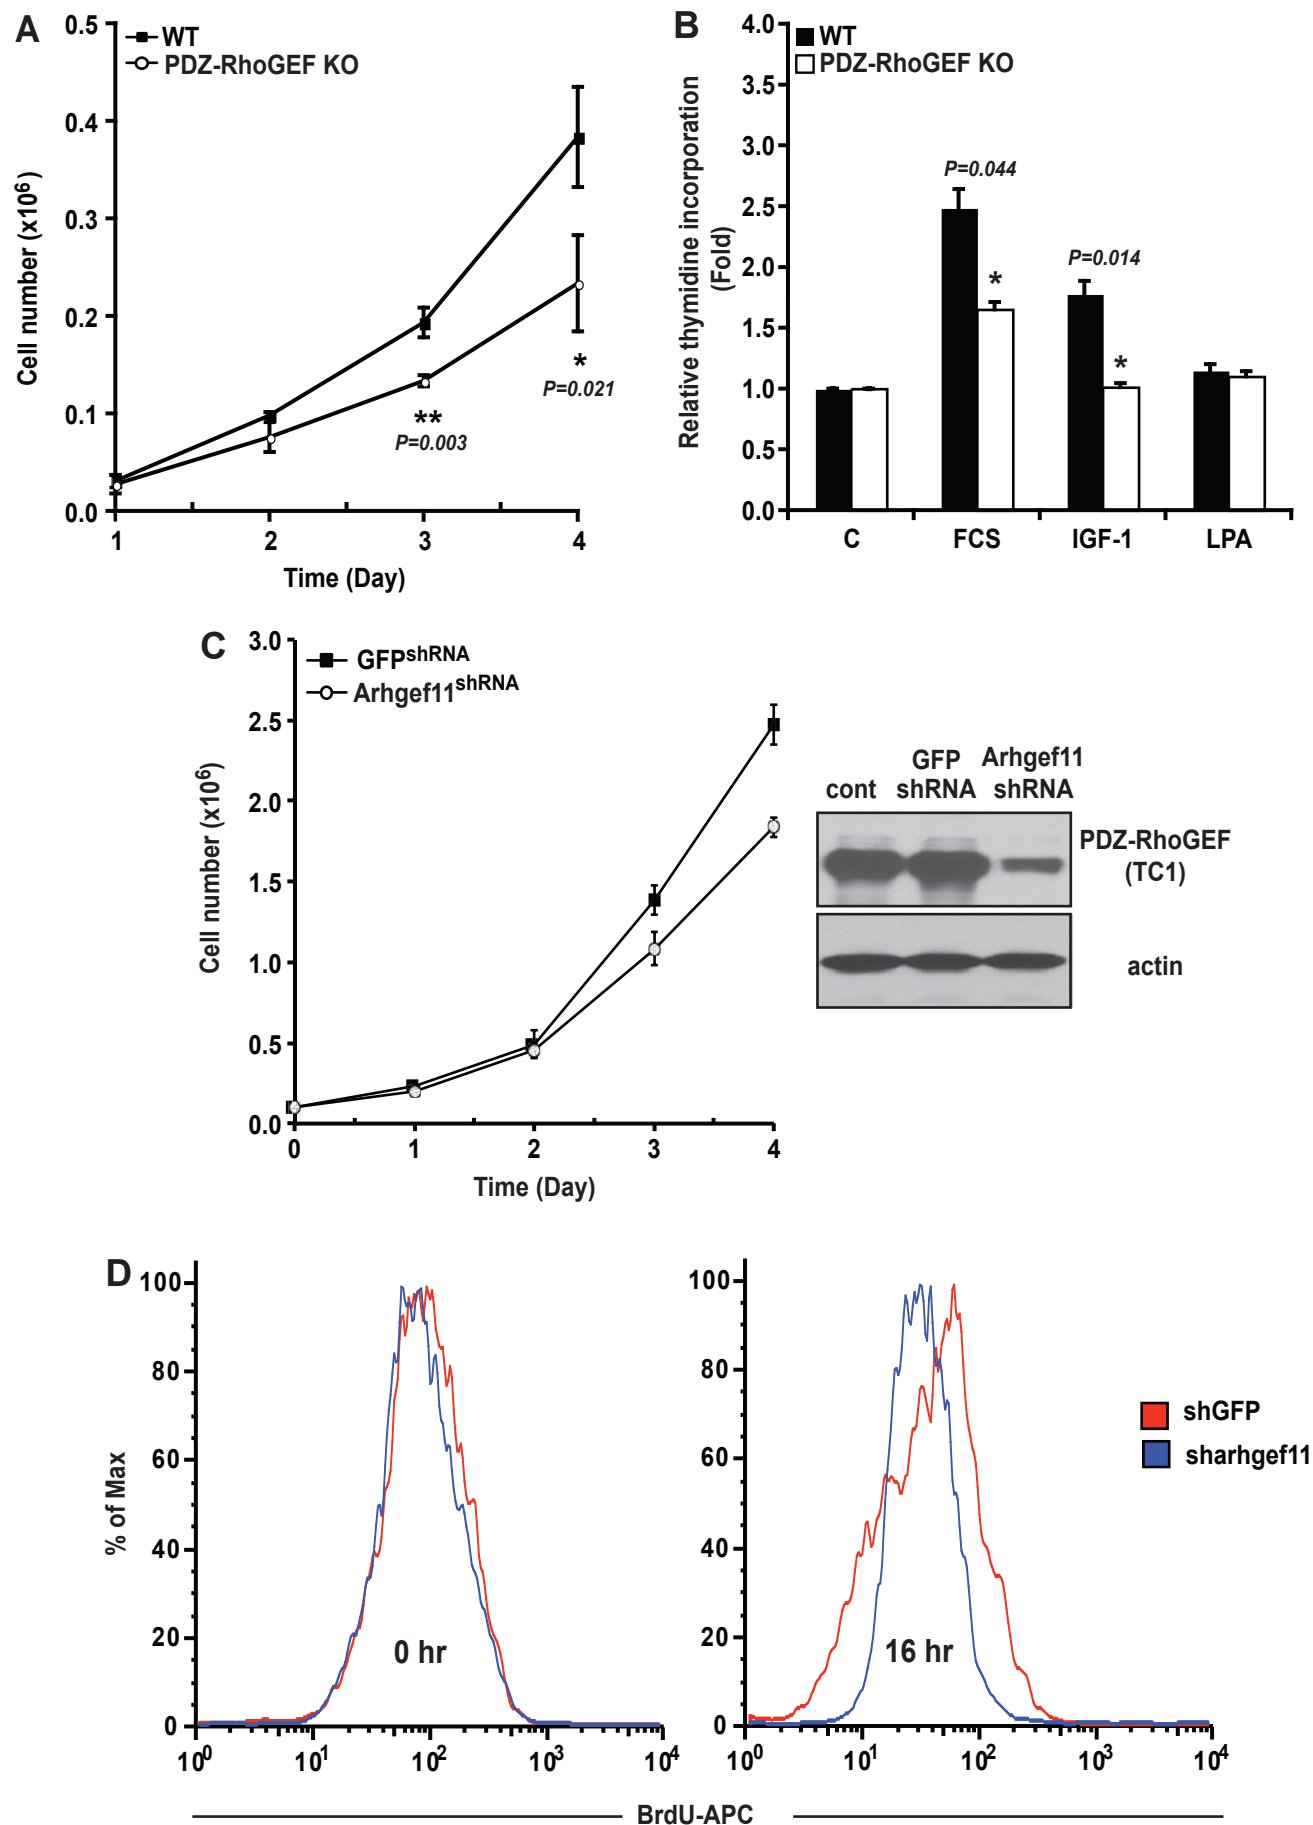 A
0.5
0.4
0.3
0.2
0.1
0.0
Cell number (x10⁶)
WT
PDZ-RhoGEF KO
**
P=0.003
*
P=0.021
1 2 3 4
Time (Day)
B
4.0
3.5
3.0
2.5
2.0
1.5
1.0
0.5
0.0
Relative thymidine incorporation
(Fold)
WT
PDZ-RhoGEF KO
P=0.044
*
P=0.014
*
C FCS IGF-1 LPA
C
3.0
2.5
2.0
1.5
1.0
0.5
0.0
Cell number (x10⁶)
GFPshRNA
Arhgef11shRNA
0 1 2 3 4
Time (Day)
GFP Arhgef11
cont shRNA shRNA
PDZ-RhoGEF
(TC1)
actin
D
100
80
60
40
20
0
% of Max
0 hr
10⁰ 10¹ 10² 10³ 10⁴
100
80
60
40
20
0
16 hr
10⁰ 10¹ 10² 10³ 10⁴
shGFP
sharhgef11
BrdU-APC